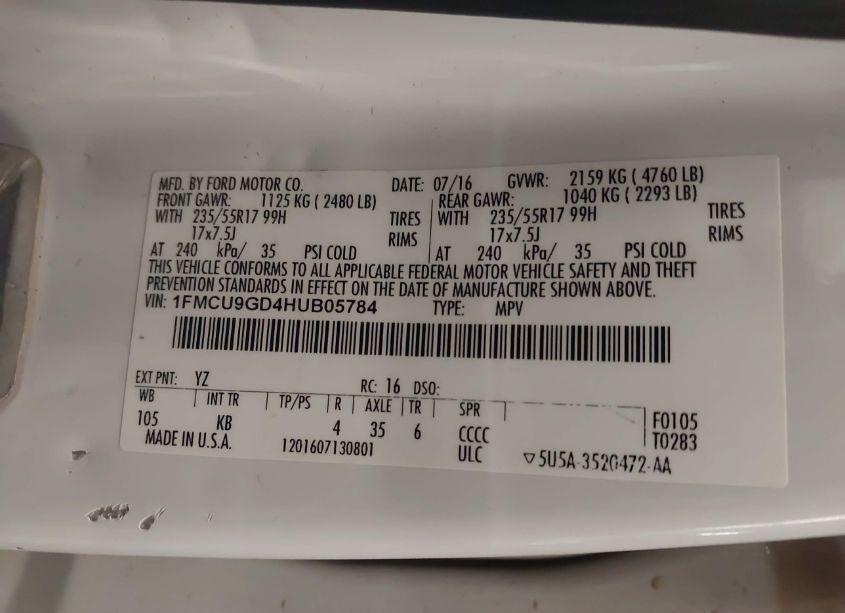 MFD. BY FORD MOTOR CO. DATE: 07/16 GVWR: 2159 KG ( 4760 LB)
FRONT GAWR: 1125 KG ( 2480 LB) REAR GAWR: 1040 KG ( 2293 LB)
WITH 235/55R17 99H TIRES WITH 235/55R17 99H TIRES
17x7.5J RIMS 17x7.5J RIMS
AT 240 kPa/ 35 PSI COLD AT 240 kPa/ 35 PSI COLD
THIS VEHICLE CONFORMS TO ALL APPLICABLE FEDERAL MOTOR VEHICLE SAFETY AND THEFT
PREVENTION STANDARDS IN EFFECT ON THE DATE OF MANUFACTURE SHOWN ABOVE.
VIN: 1FMCU9GD4HUB05784 TYPE: MPV
EXT PNT: YZ RC: 16 DSO:
WB INT TR TP/PS R AXLE TR SPR
105 KB 4 35 6 CCCC F0105
MADE IN U.S.A. 1201607130801 ULC T0283
▽5U5A-3520472-AA